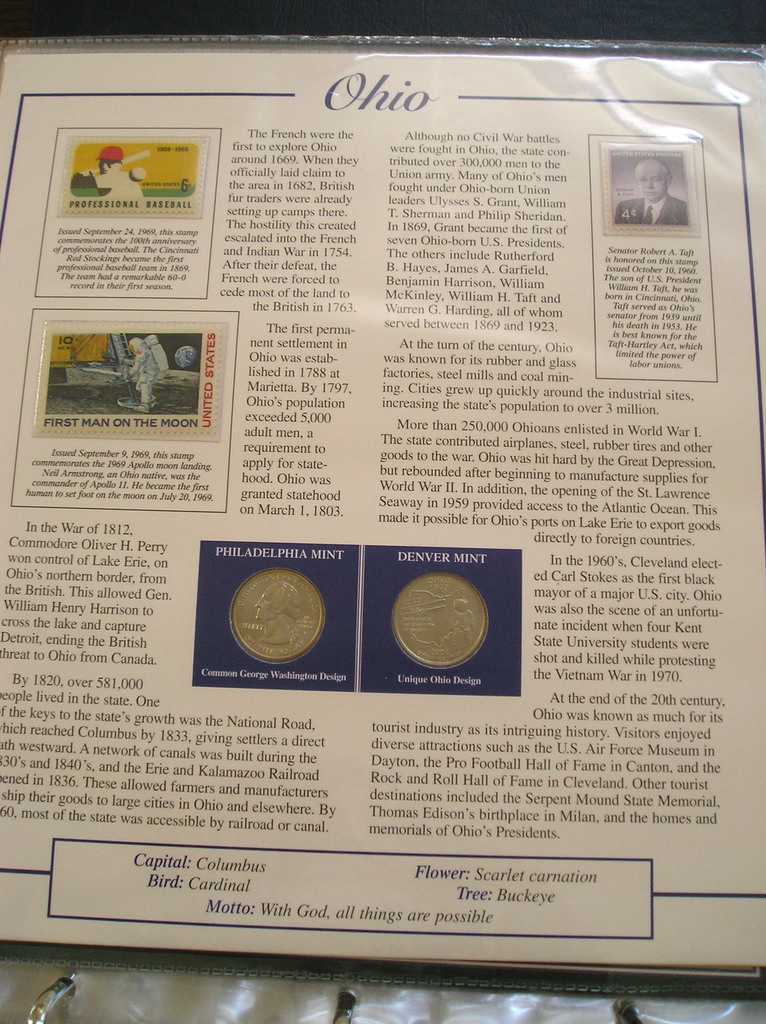 Ohio
1869-1969
UNITED STATES 6¢
PROFESSIONAL BASEBALL
Issued September 24, 1969, this stamp
commemorates the 100th anniversary
of professional baseball. The Cincinnati
Red Stockings became the first
professional baseball team in 1869.
The team had a remarkable 60-0
record in their first season.
10¢
UNITED STATES
FIRST MAN ON THE MOON
Issued September 9, 1969, this stamp
commemorates the 1969 Apollo moon landing.
Neil Armstrong, an Ohio native, was the
commander of Apollo 11. He became the first
human to set foot on the moon on July 20, 1969.
The French were the
first to explore Ohio
around 1669. When they
officially laid claim to
the area in 1682, British
fur traders were already
setting up camps there.
The hostility this created
escalated into the French
and Indian War in 1754.
After their defeat, the
French were forced to
cede most of the land to
the British in 1763.
The first perma-
nent settlement in
Ohio was estab-
lished in 1788 at
Marietta. By 1797,
Ohio's population
exceeded 5,000
adult men, a
requirement to
apply for state-
hood. Ohio was
granted statehood
on March 1, 1803.
In the War of 1812,
Commodore Oliver H. Perry
won control of Lake Erie, on
Ohio's northern border, from
the British. This allowed Gen.
William Henry Harrison to
cross the lake and capture
Detroit, ending the British
threat to Ohio from Canada.
By 1820, over 581,000
eople lived in the state. One
f the keys to the state's growth was the National Road,
hich reached Columbus by 1833, giving settlers a direct
ath westward. A network of canals was built during the
830's and 1840's, and the Erie and Kalamazoo Railroad
ened in 1836. These allowed farmers and manufacturers
ship their goods to large cities in Ohio and elsewhere. By
60, most of the state was accessible by railroad or canal.
PHILADELPHIA MINT
LIBERTY
Common George Washington Design
DENVER MINT
Unique Ohio Design
Although no Civil War battles
were fought in Ohio, the state con-
tributed over 300,000 men to the
Union army. Many of Ohio's men
fought under Ohio-born Union
leaders Ulysses S. Grant, William
T. Sherman and Philip Sheridan.
In 1869, Grant became the first of
seven Ohio-born U.S. Presidents.
The others include Rutherford
B. Hayes, James A. Garfield,
Benjamin Harrison, William
McKinley, William H. Taft and
Warren G. Harding, all of whom
served between 1869 and 1923.
At the turn of the century, Ohio
was known for its rubber and glass
factories, steel mills and coal min-
ing. Cities grew up quickly around the industrial sites,
increasing the state's population to over 3 million.
More than 250,000 Ohioans enlisted in World War I.
The state contributed airplanes, steel, rubber tires and other
goods to the war. Ohio was hit hard by the Great Depression,
but rebounded after beginning to manufacture supplies for
World War II. In addition, the opening of the St. Lawrence
Seaway in 1959 provided access to the Atlantic Ocean. This
made it possible for Ohio's ports on Lake Erie to export goods
directly to foreign countries.
In the 1960's, Cleveland elect-
ed Carl Stokes as the first black
mayor of a major U.S. city. Ohio
was also the scene of an unfortu-
nate incident when four Kent
State University students were
shot and killed while protesting
the Vietnam War in 1970.
At the end of the 20th century,
Ohio was known as much for its
tourist industry as its intriguing history. Visitors enjoyed
diverse attractions such as the U.S. Air Force Museum in
Dayton, the Pro Football Hall of Fame in Canton, and the
Rock and Roll Hall of Fame in Cleveland. Other tourist
destinations included the Serpent Mound State Memorial,
Thomas Edison's birthplace in Milan, and the homes and
memorials of Ohio's Presidents.
UNITED STATES POSTAGE
ROBERT A. TAFT
4¢
Senator Robert A. Taft
is honored on this stamp
issued October 10, 1960.
The son of U.S. President
William H. Taft, he was
born in Cincinnati, Ohio.
Taft served as Ohio's
senator from 1939 until
his death in 1953. He
is best known for the
Taft-Hartley Act, which
limited the power of
labor unions.
Capital: Columbus
Bird: Cardinal
Flower: Scarlet carnation
Tree: Buckeye
Motto: With God, all things are possible